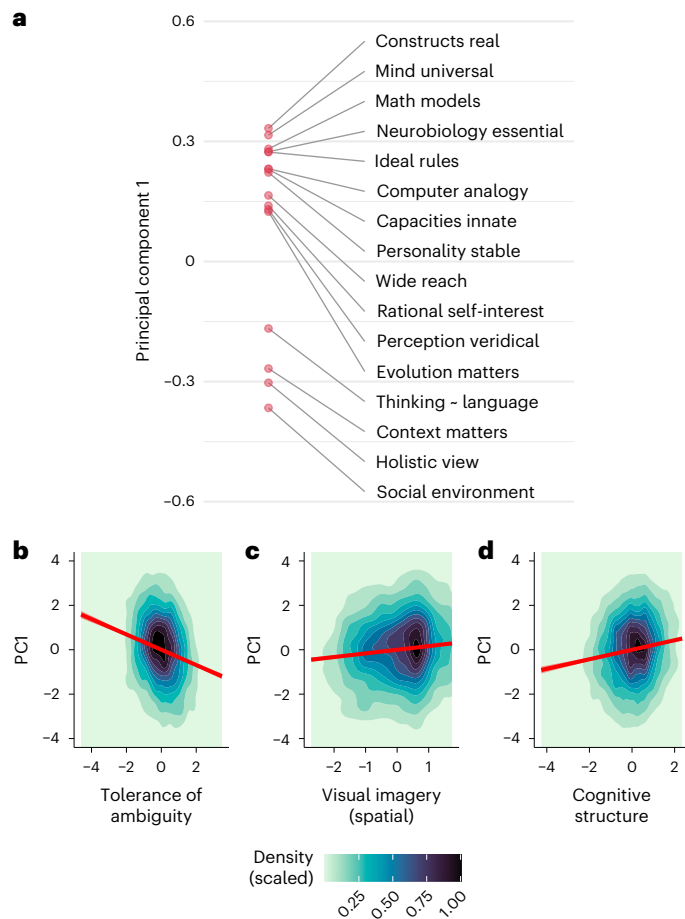 a
0.6
Constructs real
Mind universal
Math models
Neurobiology essential
0.3
Ideal rules
Computer analogy
Capacities innate
Personality stable
Principal component 1
0
Wide reach
Rational self-interest
Perception veridical
Evolution matters
−0.3
Thinking ~ language
Context matters
Holistic view
Social environment
−0.6
b
PC1
4
2
0
−2
−4
−4 −2 0 2
Tolerance of
ambiguity
c
PC1
4
2
0
−2
−4
−2 −1 0 1
Visual imagery
(spatial)
d
PC1
4
2
0
−2
−4
−4 −2 0 2
Cognitive
structure
Density
(scaled)
0.25 0.50 0.75 1.00